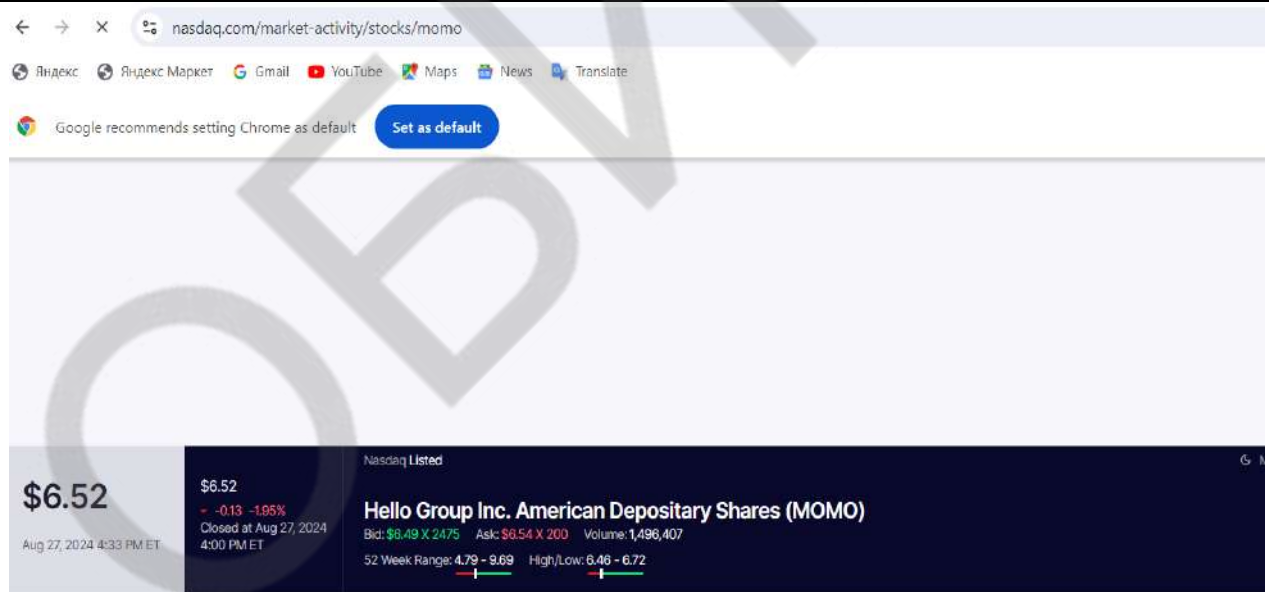 nasdaq.com/market-activity/stocks/momo
Яндекс Яндекс Маркет Gmail YouTube Maps News Translate
Google recommends setting Chrome as default Set as default
ОБИ
Nasdaq Listed
$6.52
$6.52
-0.13 -1.95%
Closed at Aug 27, 2024
4:00 PM ET
Aug 27, 2024 4:33 PM ET
Hello Group Inc. American Depositary Shares (MOMO)
Bid: $6.49 X 2475 Ask: $6.54 X 200 Volume: 1,496,407
52 Week Range: 4.79 - 9.69 High/Low: 6.46 - 6.72